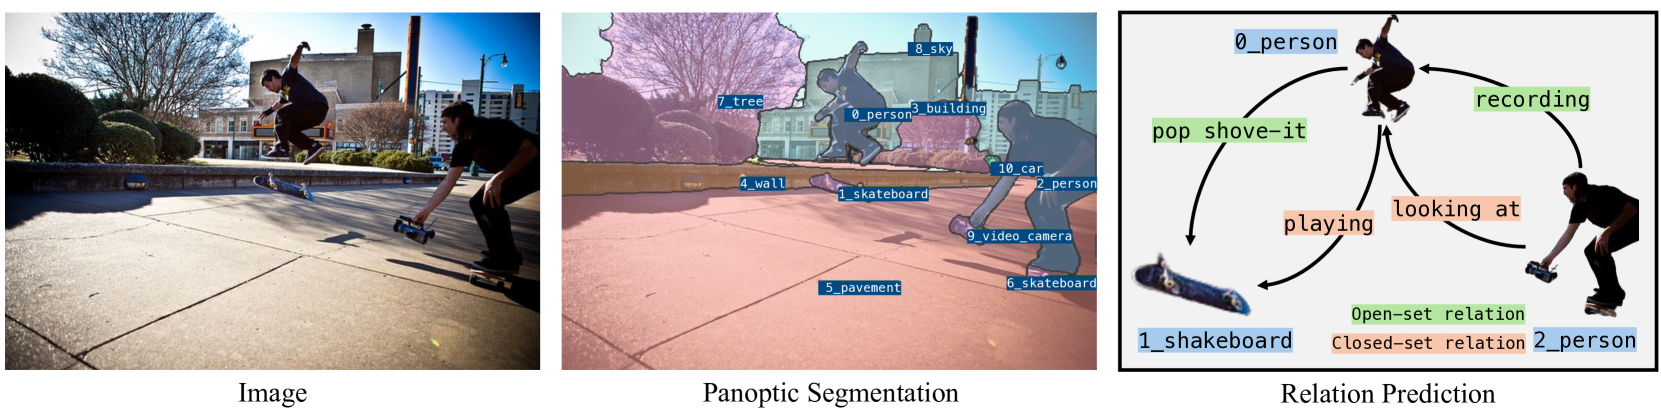 8_sky
7_tree
0_person
3_building
10_car
4_wall
2_person
1_skateboard
9_video_camera
6_skateboard
5_pavement
0_person
recording
pop shove-it
looking at
playing
Open-set relation
1_shakeboard
Closed-set relation
2_person
Image
Panoptic Segmentation
Relation Prediction